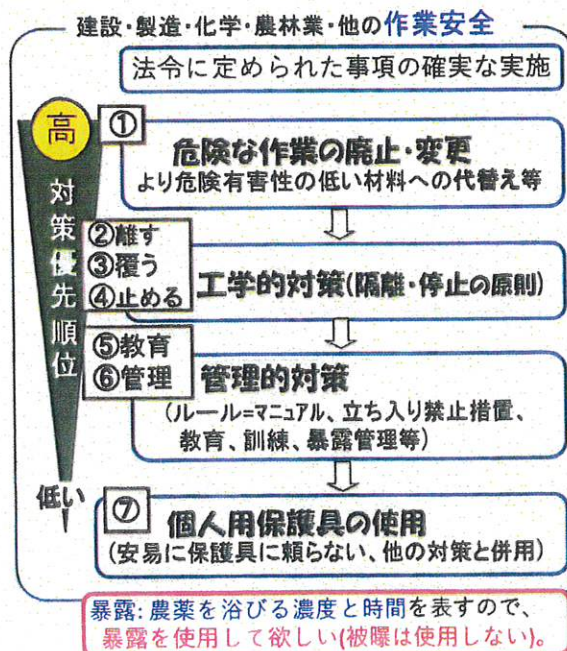 建設・製造・化学・農林業・他の作業安全
法令に定められた事項の確実な実施
高
対策優先順位
低い
①
危険な作業の廃止・変更
より危険有害性の低い材料への代替え等
②離す
③覆う
④止める
工学的対策(隔離・停止の原則)
⑤教育
⑥管理
管理的対策
(ルール=マニュアル、立ち入り禁止措置、
教育、訓練、暴露管理等)
⑦
個人用保護具の使用
(安易に保護具に頼らない、他の対策と併用)
暴露:農薬を浴びる濃度と時間を表すので、
暴露を使用して欲しい(被曝は使用しない)。